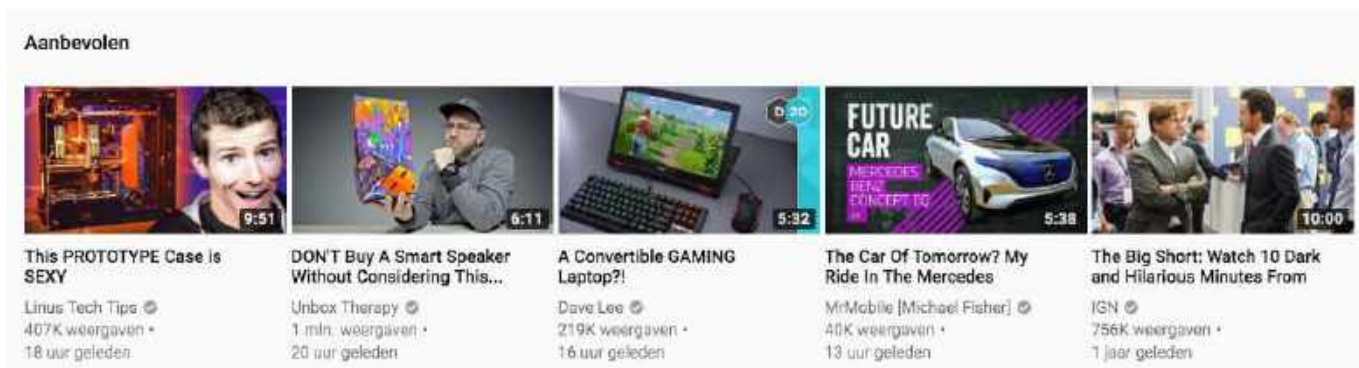 Aanbevolen
9:51
This PROTOTYPE Case is
SEXY
Linus Tech Tips
407K weergaven •
18 uur geleden
6:11
DON'T Buy A Smart Speaker
Without Considering This...
Unbox Therapy
1 mln. weergaven •
20 uur geleden
5:32
A Convertible GAMING
Laptop?!
Dave Lee
219K weergaven •
16 uur geleden
FUTURE
CAR
MERCEDES
BENZ
CONCEPT EQ
5:38
The Car Of Tomorrow? My
Ride In The Mercedes
MrMobile [Michael Fisher]
40K weergaven •
13 uur geleden
10:00
The Big Short: Watch 10 Dark
and Hilarious Minutes From
IGN
756K weergaven •
1 jaar geleden